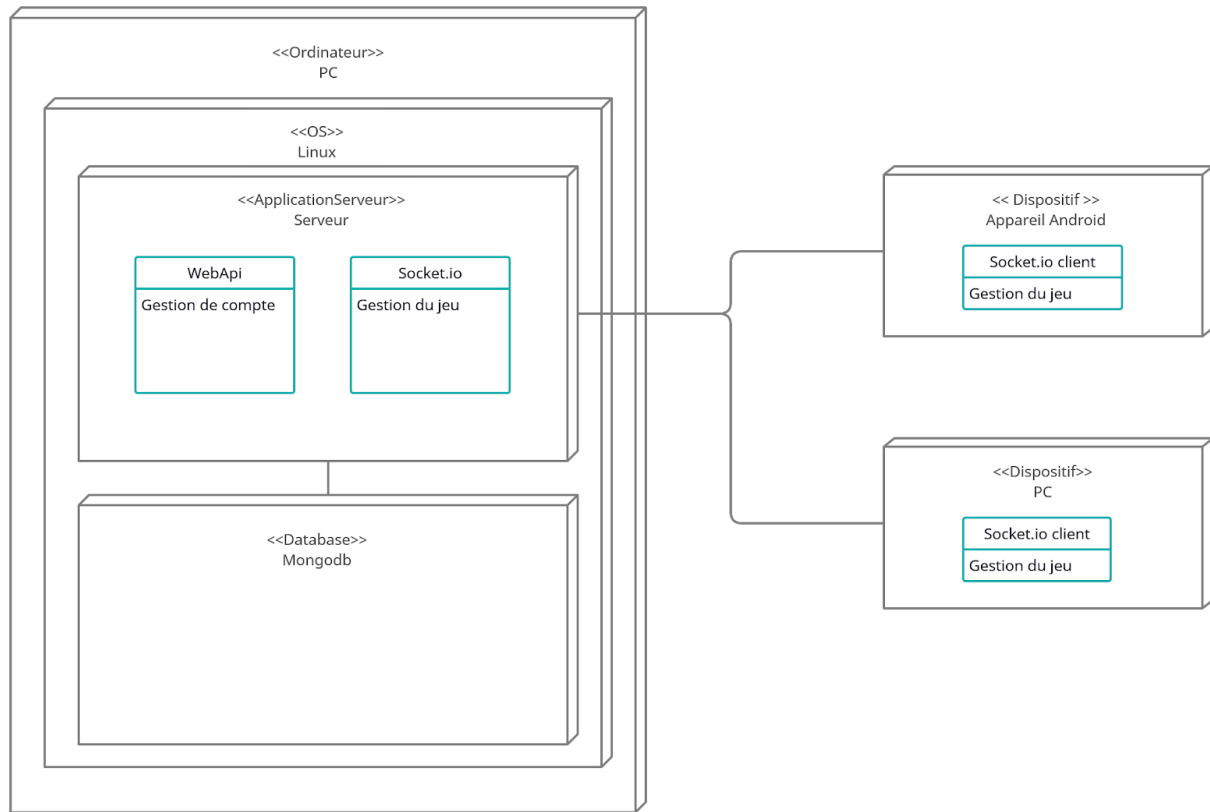 <<Ordinateur>>
PC
<<OS>>
Linux
<<ApplicationServeur>>
Serveur
WebApi
Gestion de compte
Socket.io
Gestion du jeu
<<Database>>
Mongodb
<< Dispositif >>
Appareil Android
Socket.io client
Gestion du jeu
<<Dispositif>>
PC
Socket.io client
Gestion du jeu